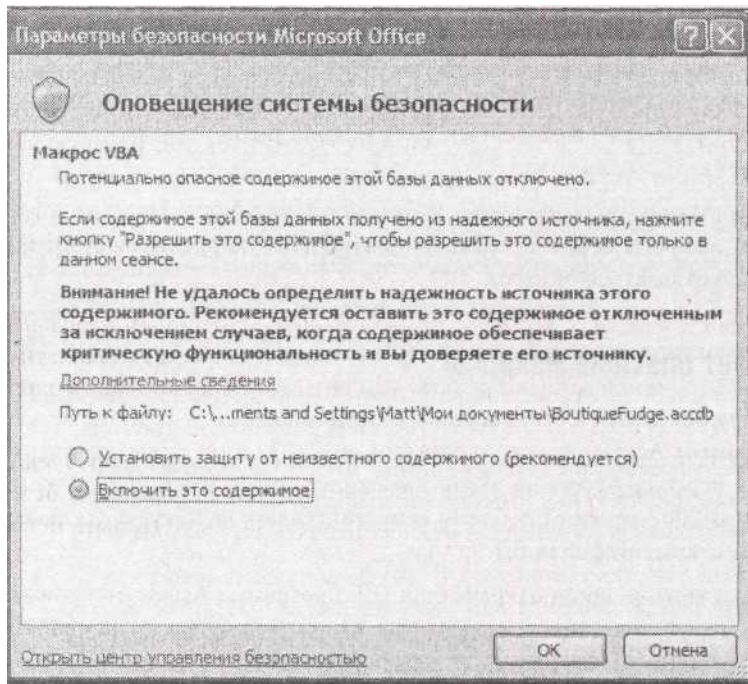 Параметры безопасности Microsoft Office
Оповещение системы безопасности
Макрос VBA
Потенциально опасное содержимое этой базы данных отключено.
Если содержимое этой базы данных получено из надежного источника, нажмите
кнопку "Разрешить это содержимое", чтобы разрешить это содержимое только в
данном сеансе.
Внимание! Не удалось определить надежность источника этого
содержимого. Рекомендуется оставить это содержимое отключенным
за исключением случаев, когда содержимое обеспечивает
критическую функциональность и вы доверяете его источнику.
Дополнительные сведения
Путь к файлу: C:\...ments and Settings\Matt\Мои документы\BoutiqueFudge.accdb
Установить защиту от неизвестного содержимого (рекомендуется)
Включить это содержимое
Открыть центр управления безопасностью
ОК
Отмена